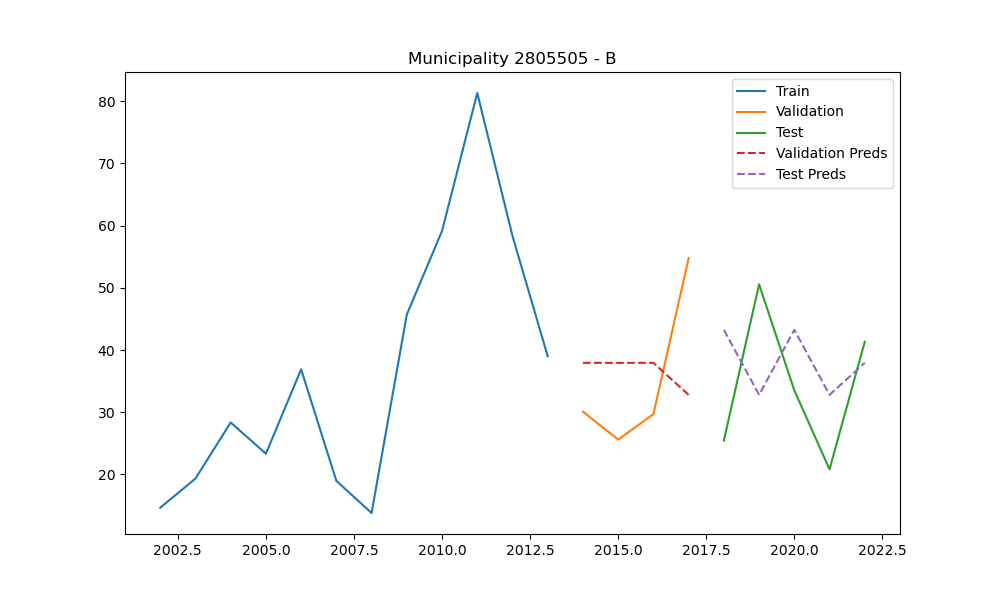 Municipality 2805505 - B
Train
Validation
Test
Validation Preds
Test Preds
80
70
60
50
40
30
20
2002.5 2005.0 2007.5 2010.0 2012.5 2015.0 2017.5 2020.0 2022.5